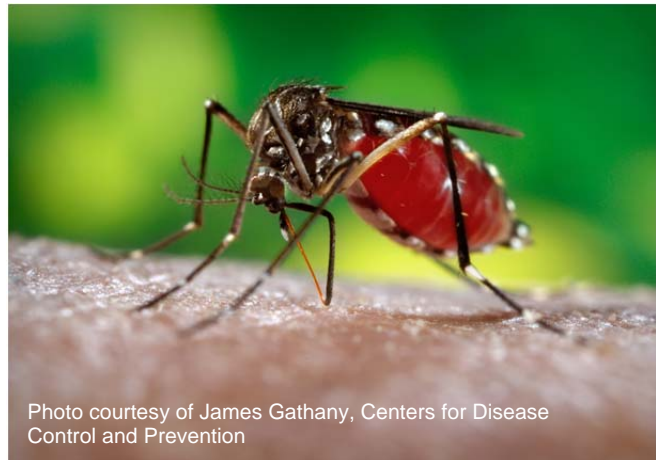 Photo courtesy of James Gathany, Centers for Disease
Control and Prevention